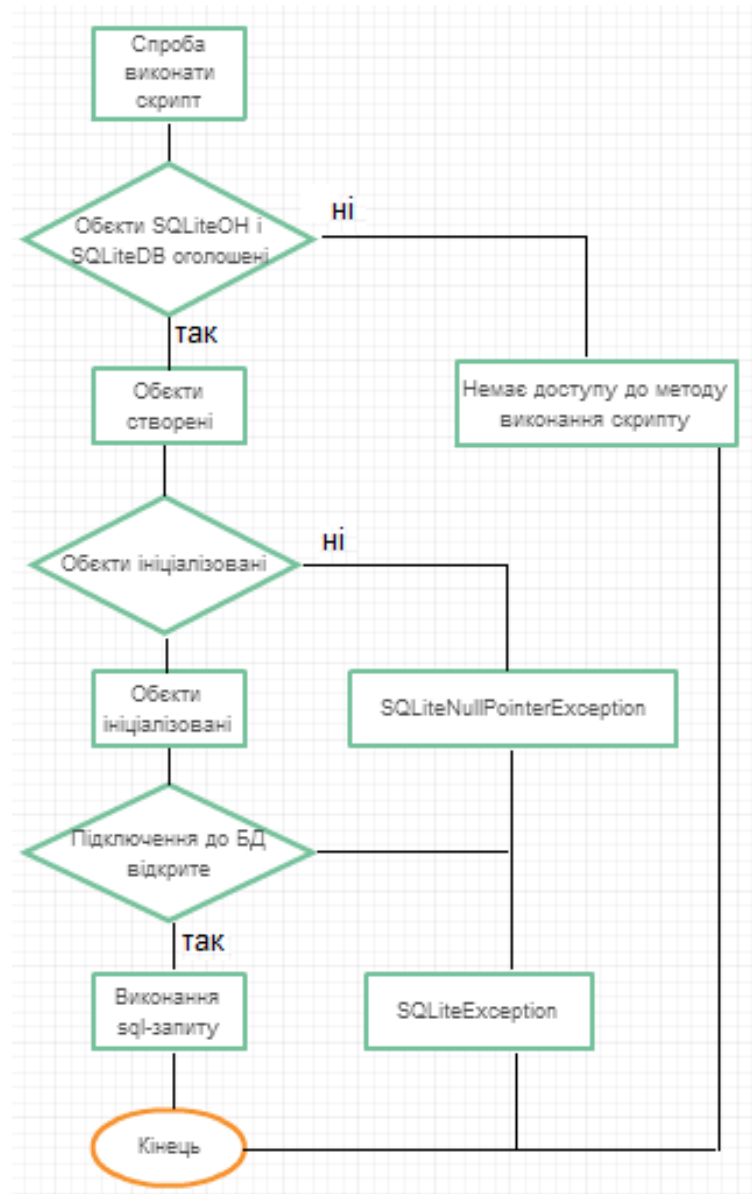 Спроба
виконати
скрипт
Обєкти SQLiteOH і
SQLiteDB оголошені
ні
так
Обєкти
створені
Немає доступу до методу
виконання скрипту
Обєкти ініціалізовані
ні
Обєкти
ініціалізовані
SQLiteNullPointerException
Підключення до БД
відкрите
так
Виконання
sql-запиту
SQLiteException
Кінець